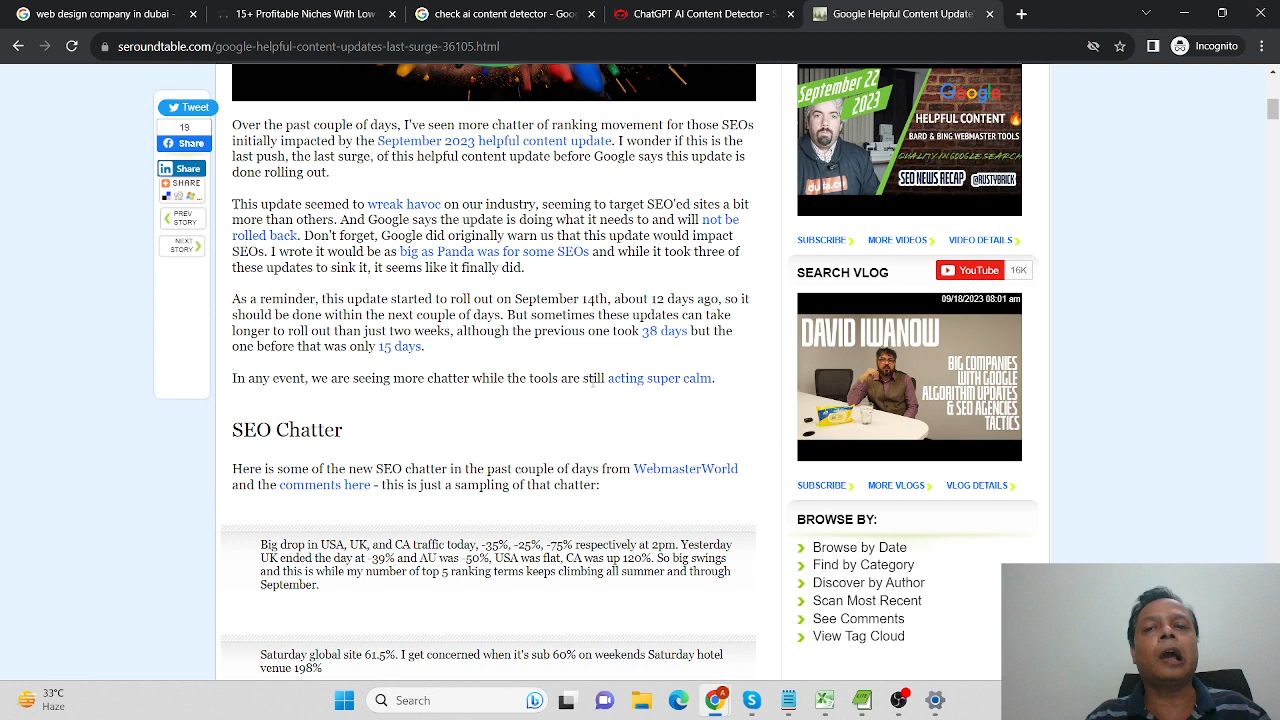 web design company in dubai -
Profitable Niches With Low
check ai content detector - Goo
ChatGPT AI Content Detector - S
Google Helpful Content Update
seroundtable.com/google-helpful-content-updates-last-surge-36105.html
Incognito
Tweet
19
Share
Share
SHARE
PREV
STORY
NEXT
STORY
Over the past couple of days, I've seen more chatter of ranking movement for those SEOs
initially impacted by the September 2023 helpful content update. I wonder if this is the
last push, the last surge, of this helpful content update before Google says this update is
done rolling out.
This update seemed to wreak havoc on our industry, seeming to target SEO'ed sites a bit
more than others. And Google says the update is doing what it needs to and will not be
rolled back. Don't forget, Google did originally warn us that this update would impact
SEOs. I wrote it would be as big as Panda was for some SEOs and while it took three of
these updates to sink it, it seems like it finally did.
As a reminder, this update started to roll out on September 14th, about 12 days ago, so it
should be done within the next couple of days. But sometimes these updates can take
longer to roll out than just two weeks, although the previous one took 38 days but the
one before that was only 15 days.
In any event, we are seeing more chatter while the tools are still acting super calm.
SEO Chatter
Here is some of the new SEO chatter in the past couple of days from WebmasterWorld
and the comments here - this is just a sampling of that chatter:
Big drop in USA, UK, and CA traffic today, -35%, -25%, -75% respectively at 2pm. Yesterday
UK ended the day at -39% and AU was -50%, USA was flat, CA was up 120%. So big swings
and this is while my number of top 5 ranking terms keeps climbing all summer and through
September.
Saturday global site 61.5%. I get concerned when it's sub 60% on weekends Saturday hotel
venue 198%
September 22
2023
Google
HELPFUL CONTENT
BARD & BING WEBMASTER TOOLS
QUALITY IN GOOGLE SEARCH
SEO NEWS RECAP
@RUSTYBRICK
SUBSCRIBE
MORE VIDEOS
VIDEO DETAILS
SEARCH VLOG
YouTube
16K
09/18/2023 08:01 am
DAVID IWANOW
BIG COMPANIES
WITH GOOGLE
ALGORITHM UPDATES
& SEO AGENCIES
TACTICS
SUBSCRIBE
MORE VLOGS
VLOG DETAILS
BROWSE BY:
Browse by Date
Find by Category
Discover by Author
Scan Most Recent
See Comments
View Tag Cloud
33°C
Haze
Search